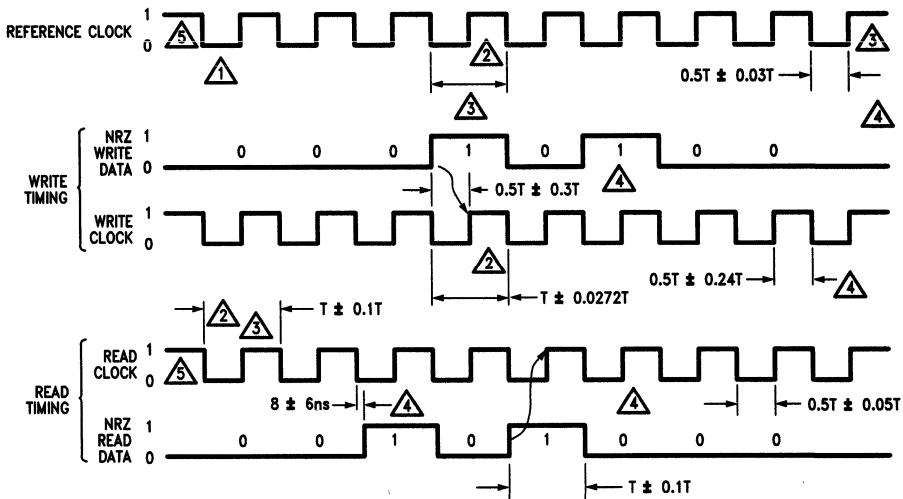 REFERENCE CLOCK 1 0
5
1
2
3
0.5T ± 0.03T
3
4
WRITE TIMING
NRZ WRITE DATA 1 0
0 0 0 1 0 1 0 0
4
0.5T ± 0.3T
WRITE CLOCK 1 0
2
T ± 0.0272T
0.5T ± 0.24T
4
2
3
T ± 0.1T
READ TIMING
READ CLOCK 1 0
5
8 ± 6ns
4
4
0.5T ± 0.05T
NRZ READ DATA 1 0
0 0 1 0 1 0 0 0
T ± 0.1T